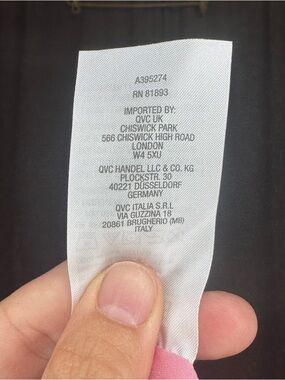 A395274
RN 81893
IMPORTED BY:
QVC UK
CHISWICK PARK
566 CHISWICK HIGH ROAD
LONDON
W4 5XU
QVC HANDEL LLC & CO. KG
PLOCKSTR. 30
40221 DÜSSELDORF
GERMANY
QVC ITALIA S.R.L
VIA GUZZINA 18
20861 BRUGHERIO (MB)
ITALY